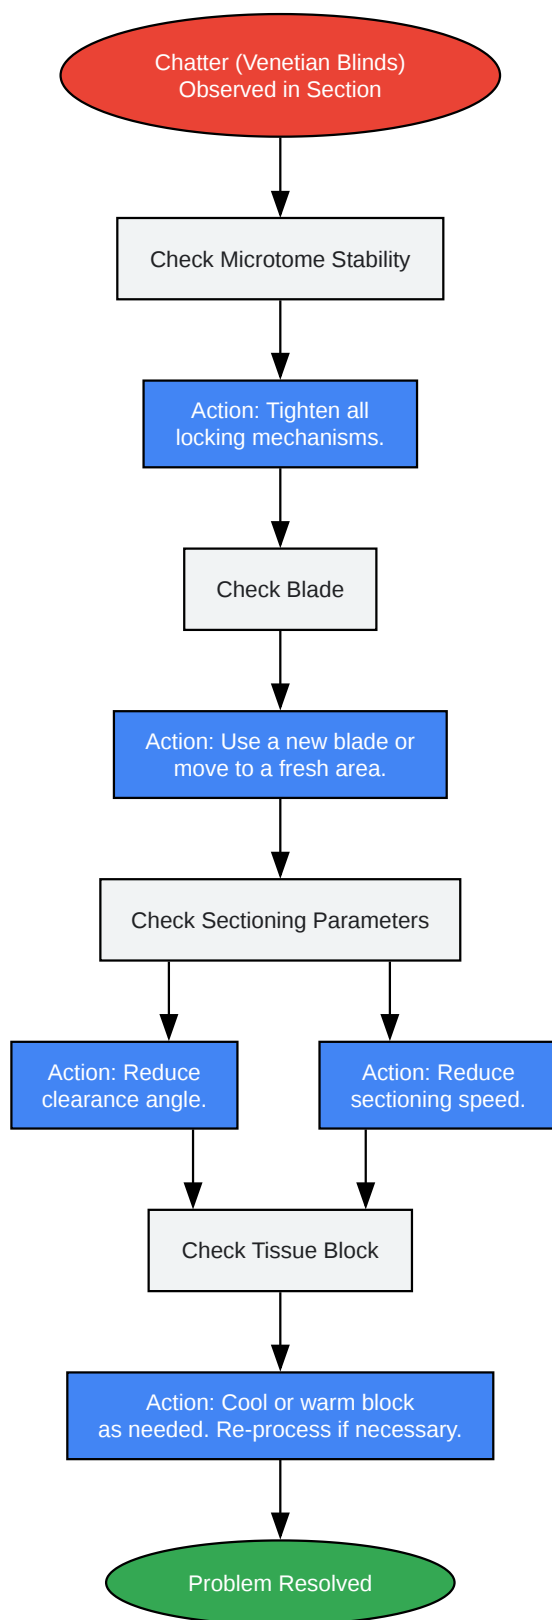 Chatter (Venetian Blinds)
Observed in Section
Check Microtome Stability
Action: Tighten all
locking mechanisms.
Check Blade
Action: Use a new blade or
move to a fresh area.
Check Sectioning Parameters
Action: Reduce
clearance angle.
Action: Reduce
sectioning speed.
Check Tissue Block
Action: Cool or warm block
as needed. Re-process if necessary.
Problem Resolved